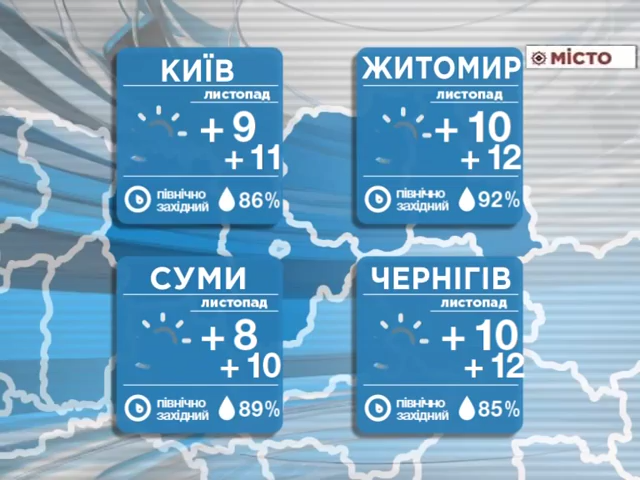 МІСТО
КИЇВ
листопад
+ 9
+ 11
північно
західний
86%
ЖИТОМИР
листопад
+ 10
+ 12
північно
західний
92%
СУМИ
листопад
+ 8
+ 10
північно
західний
89%
ЧЕРНІГІВ
листопад
+ 10
+ 12
північно
західний
85%